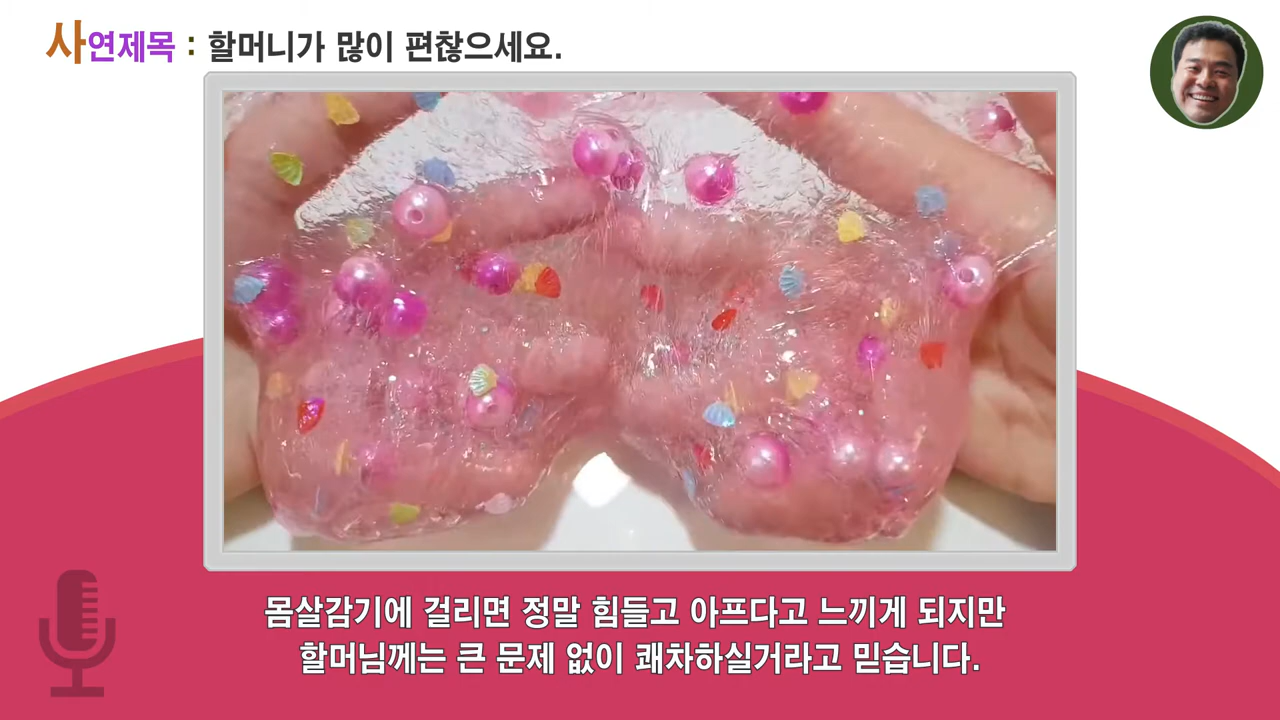 사연제목 : 할머니가 많이 편찮으세요.
몸살감기에 걸리면 정말 힘들고 아프다고 느끼게 되지만
할머님께는 큰 문제 없이 쾌차하실거라고 믿습니다.